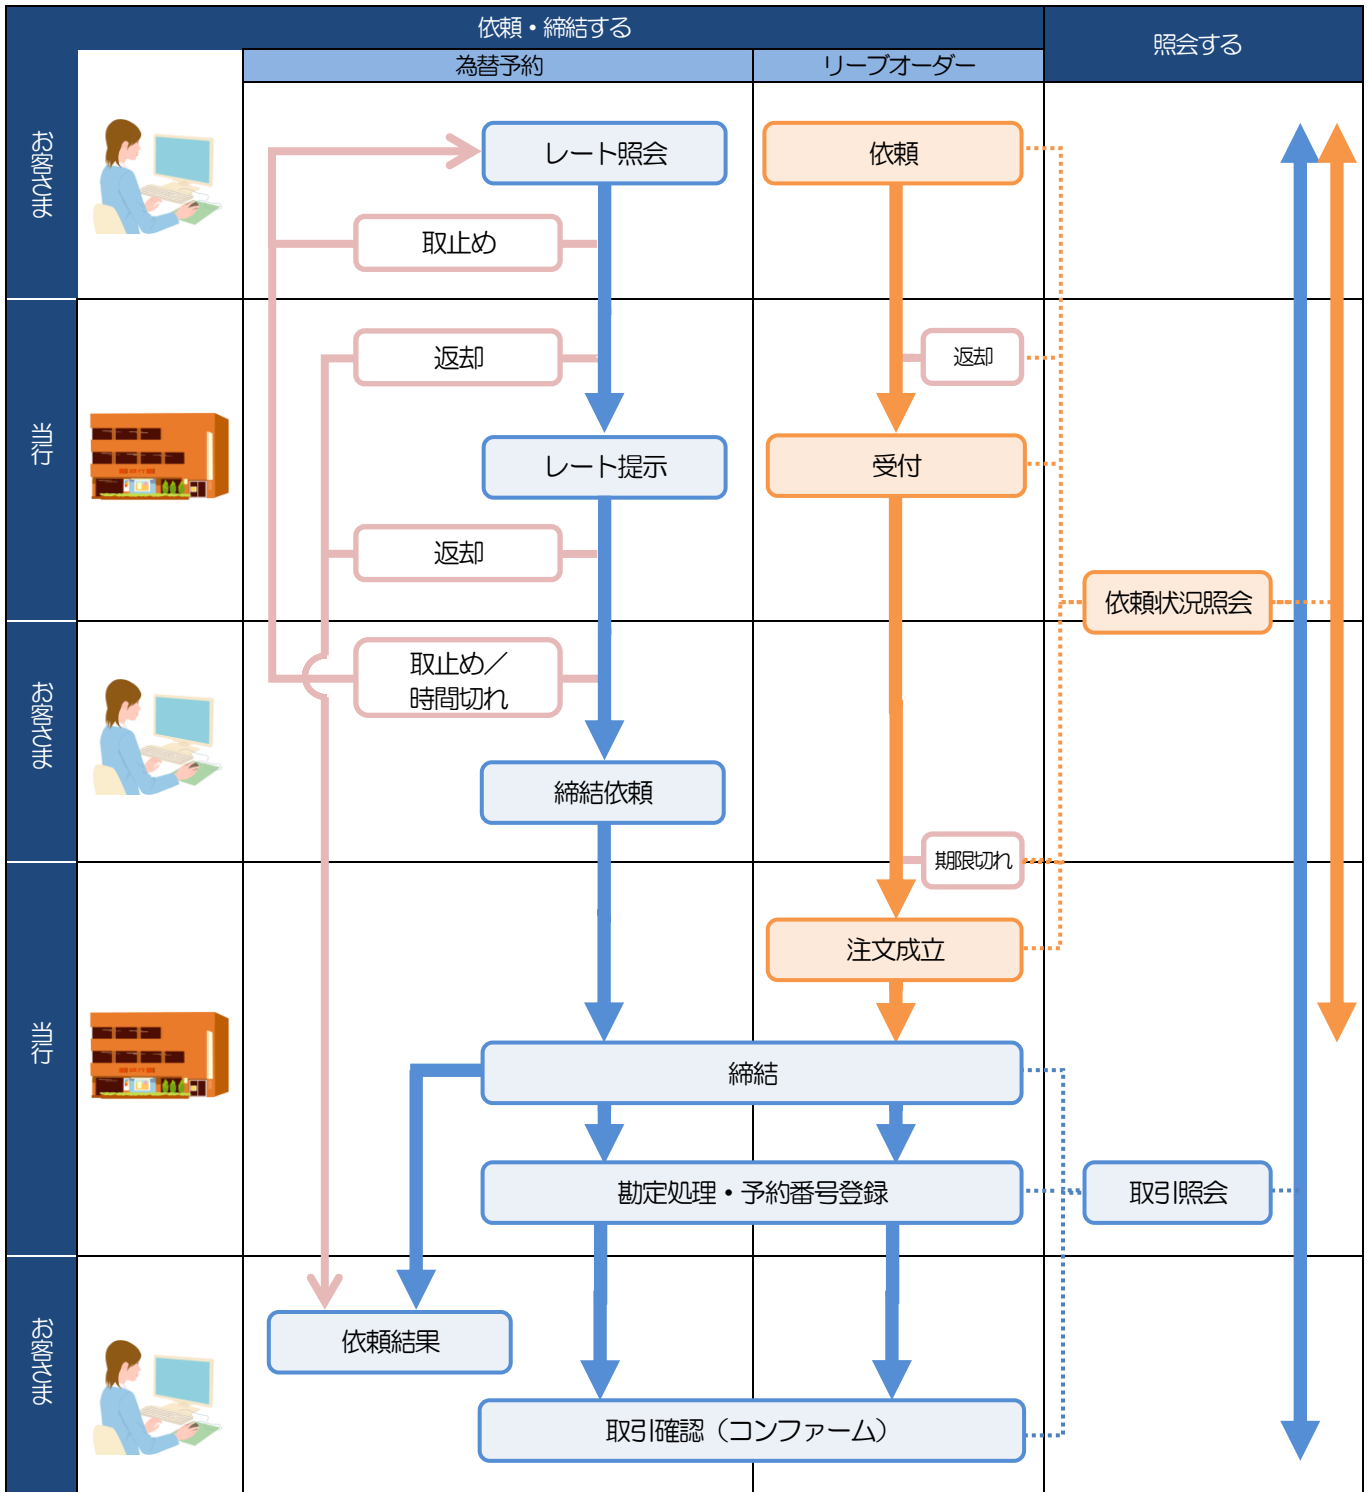 依頼・締結する
照会する
為替予約
リーブオーダー
お客さま
レート照会
依頼
取止め
当行
返却
返却
レート提示
受付
返却
依頼状況照会
お客さま
取止め／
時間切れ
締結依頼
期限切れ
当行
注文成立
締結
勘定処理・予約番号登録
取引照会
お客さま
依頼結果
取引確認（コンファーム）